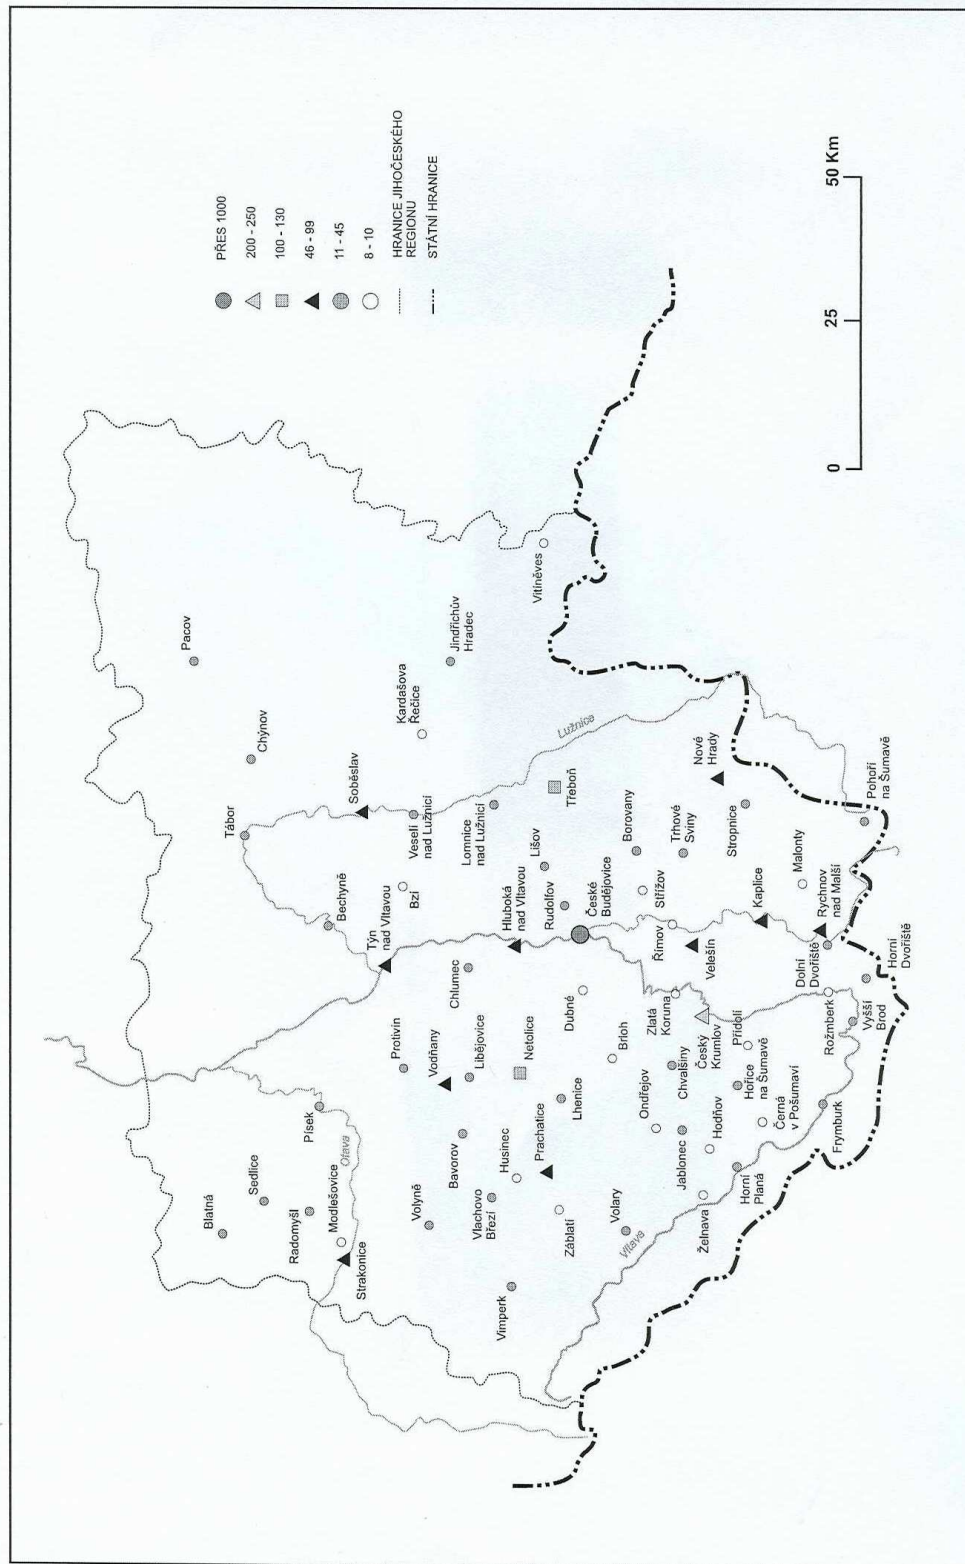 PŘES 1000
200 - 250
100 - 130
46 - 99
11 - 45
8 - 10
HRANICE JIHOČESKÉHO
REGIONU
STÁTNÍ HRANICE
0
25
50 Km
Blatná
Sedlice
Radomyšl
Modlešovice
Strakonice
Písek
Otava
Tábor
Chýnov
Pacov
Bechyně
Týn
nad Vltavou
Bzí
Soběslav
Veselí
nad Lužnicí
Kardašova
Řečice
Jindřichův
Hradec
Protivín
Vodňany
Libějovice
Chlumec
Hluboká
nad Vltavou
Lomnice
nad Lužnicí
Volyně
Bavorov
Vlachovo
Březí
Husinec
Vimperk
Prachatice
Netolice
Lhenice
Záblatí
Volary
Vltava
Rudolfov
Lišov
Třeboň
Lužnice
Vitíněves
České
Budějovice
Dubné
Brloh
Ondřejov
Borovany
Střížov
Trhové
Sviny
Nové
Hrady
Stropnice
Římov
Velešín
Zlatá
Koruna
Český
Krumlov
Chvalšiny
Jablonec
Hodňov
Želnava
Horní
Planá
Hořice
na Šumavě
Přídolí
Černá
v Pošumaví
Kaplice
Malonty
Rychnov
nad Malší
Dolní
Dvořiště
Horní
Dvořiště
Rožmberk
Vyšší
Brod
Frymburk
Pohoří
na Šumavě